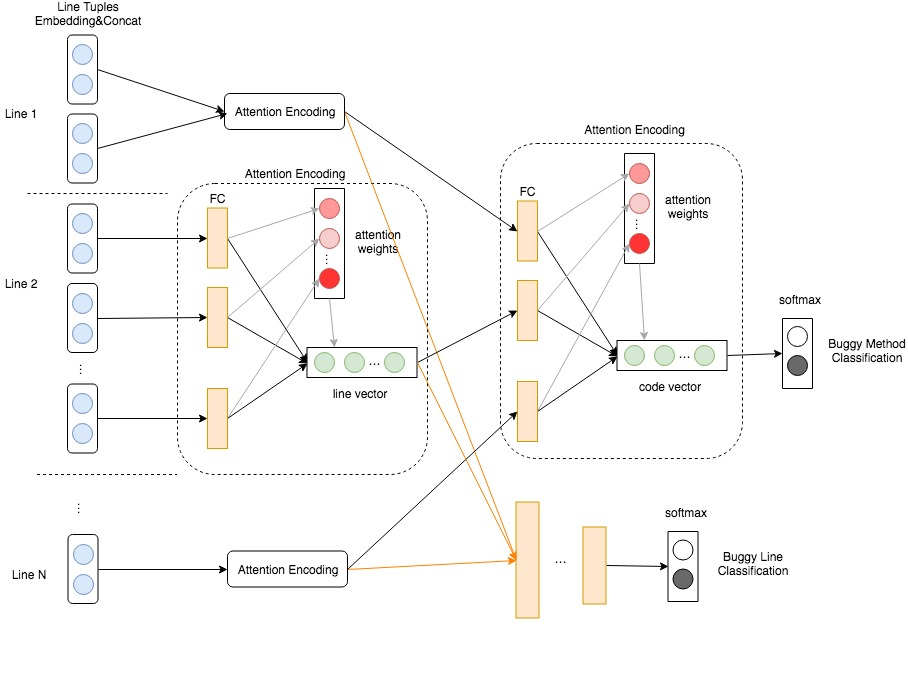 Line Tuples
Embedding&Concat
Line 1
Attention Encoding
Attention Encoding
FC
attention
weights
⋮
Line 2
⋮
...
line vector
Attention Encoding
FC
attention
weights
⋮
...
code vector
softmax
Buggy Method
Classification
⋮
Line N
Attention Encoding
...
softmax
Buggy Line
Classification